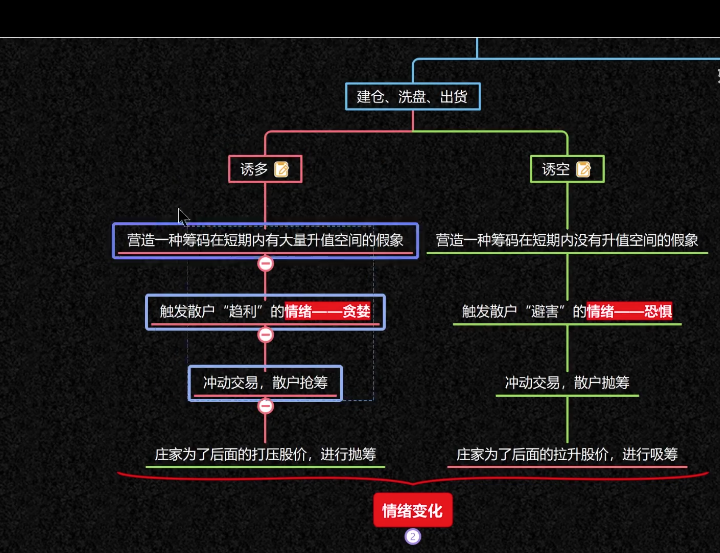 建仓、洗盘、出货
诱多
诱空
营造一种筹码在短期内有大量升值空间的假象
营造一种筹码在短期内没有升值空间的假象
触发散户“趋利”的情绪——贪婪
触发散户“避害”的情绪——恐惧
冲动交易，散户抢筹
冲动交易，散户抛筹
庄家为了后面的打压股价，进行抛筹
庄家为了后面的拉升股价，进行吸筹
情绪变化
2